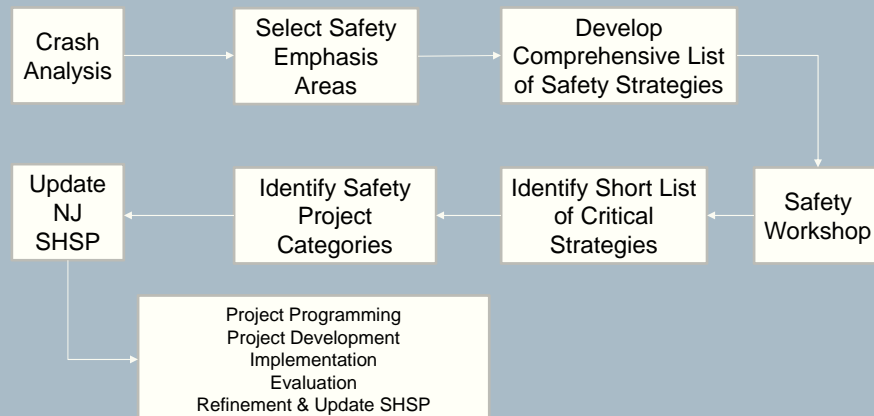 Crash
Analysis
Select Safety
Emphasis
Areas
Develop
Comprehensive List
of Safety Strategies
Safety
Workshop
Identify Short List
of Critical
Strategies
Identify Safety
Project
Categories
Update
NJ
SHSP
Project Programming
Project Development
Implementation
Evaluation
Refinement & Update SHSP